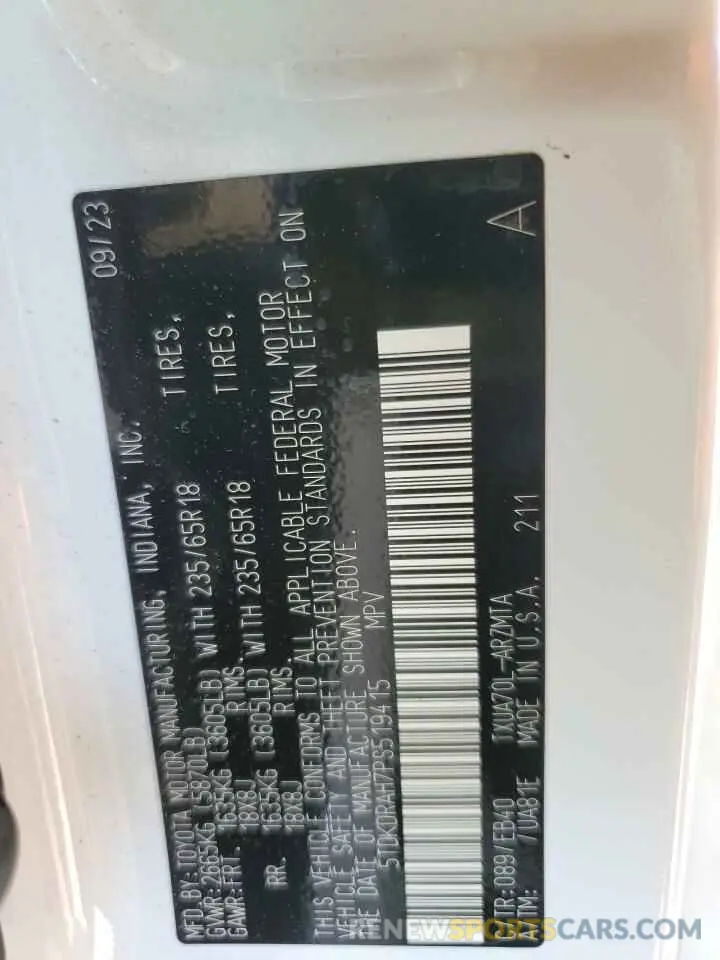 MFD.BY:TOYOTA MOTOR MANUFACTURING, INDIANA, INC. 09/23
GVWR:2665KG (5870LB)
GAWR:FRT. 1635KG (3605LB) WITH 235/65R18 TIRES,
18X8J RIMS.
RR. 1635KG (3605LB) WITH 235/65R18 TIRES,
18X8J RIMS.
THIS VEHICLE CONFORMS TO ALL APPLICABLE FEDERAL MOTOR
VEHICLE SAFETY AND THEFT PREVENTION STANDARDS IN EFFECT ON
THE DATE OF MANUFACTURE SHOWN ABOVE.
5TDKDRAH7PS519415 MPV
C/TR:089/EB40 TXUA70L-ARZMTA
A/TM: /UA81E MADE IN U.S.A. 211 A
RENEWSPORTSCARS.COM